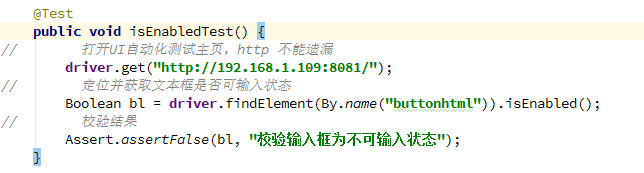 @Test
public void isEnabledTest() {
//        打开UI自动化测试主页，http 不能遗漏
driver.get("http://192.168.1.109:8081/");
//        定位并获取文本框是否可输入状态
Boolean bl = driver.findElement(By.name("buttonhtml")).isEnabled();
//        校验结果
Assert.assertFalse(bl, "校验输入框为不可输入状态");
}